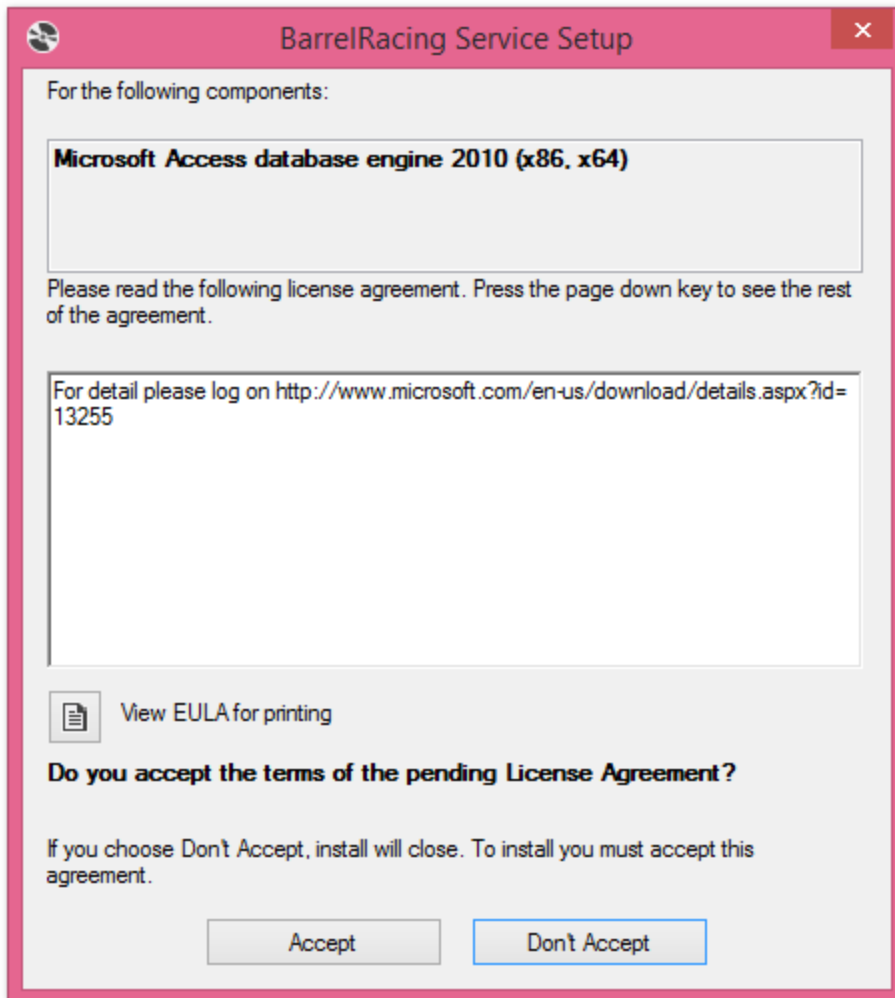 BarrelRacing Service Setup
For the following components:
Microsoft Access database engine 2010 (x86, x64)
Please read the following license agreement. Press the page down key to see the rest
of the agreement.
For detail please log on http://www.microsoft.com/en-us/download/details.aspx?id=
13255
View EULA for printing
Do you accept the terms of the pending License Agreement?
If you choose Don't Accept, install will close. To install you must accept this
agreement.
Accept
Don't Accept